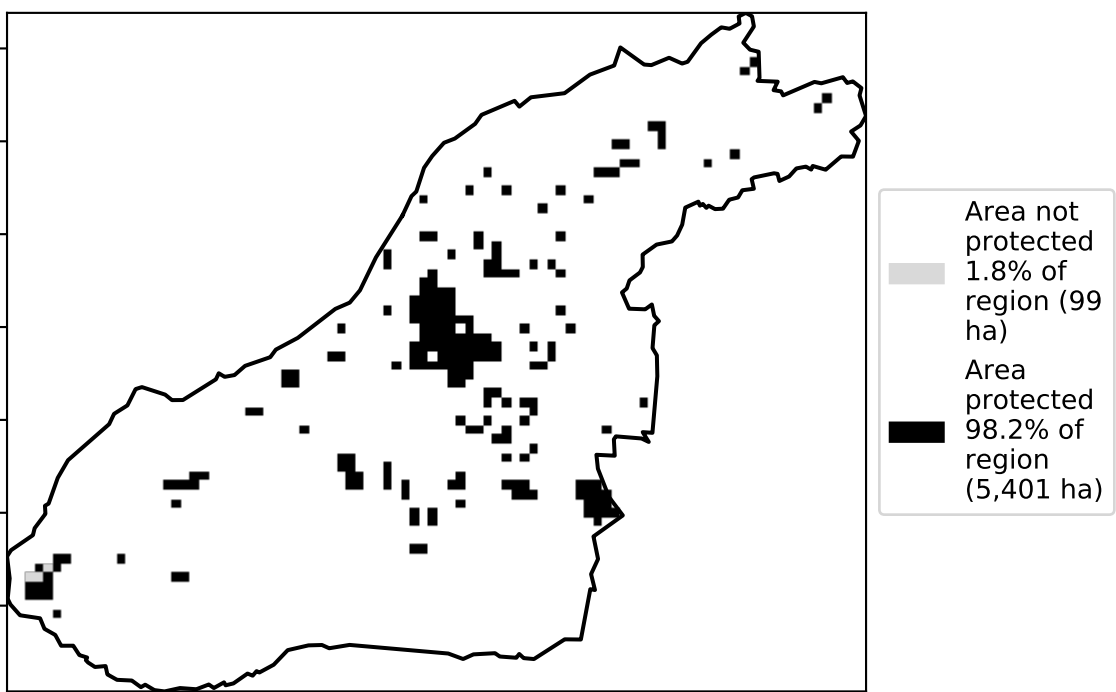 Area not
protected
1.8% of
region (99
ha)
Area
protected
98.2% of
region
(5,401 ha)